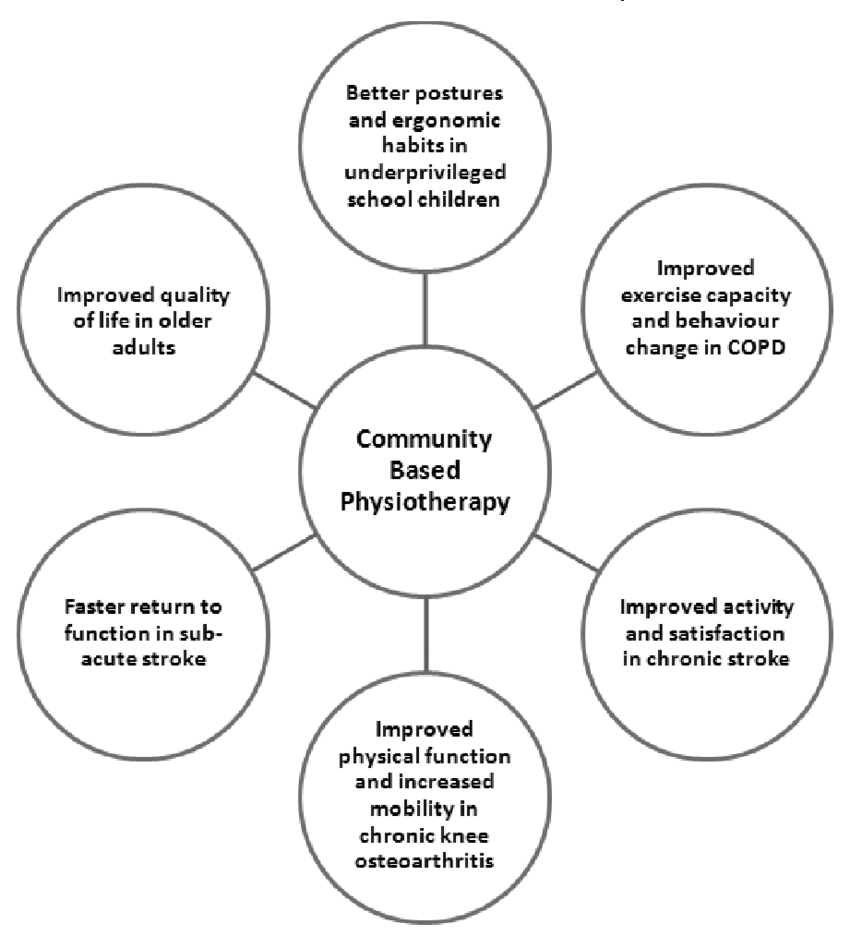 Better postures
and ergonomic
habits in
underprivileged
school children
Improved
exercise capacity
and behaviour
change in COPD
Improved activity
and satisfaction
in chronic stroke
Improved
physical function
and increased
mobility in
chronic knee
osteoarthritis
Faster return to
function in sub-
acute stroke
Improved quality
of life in older
adults
Community
Based
Physiotherapy